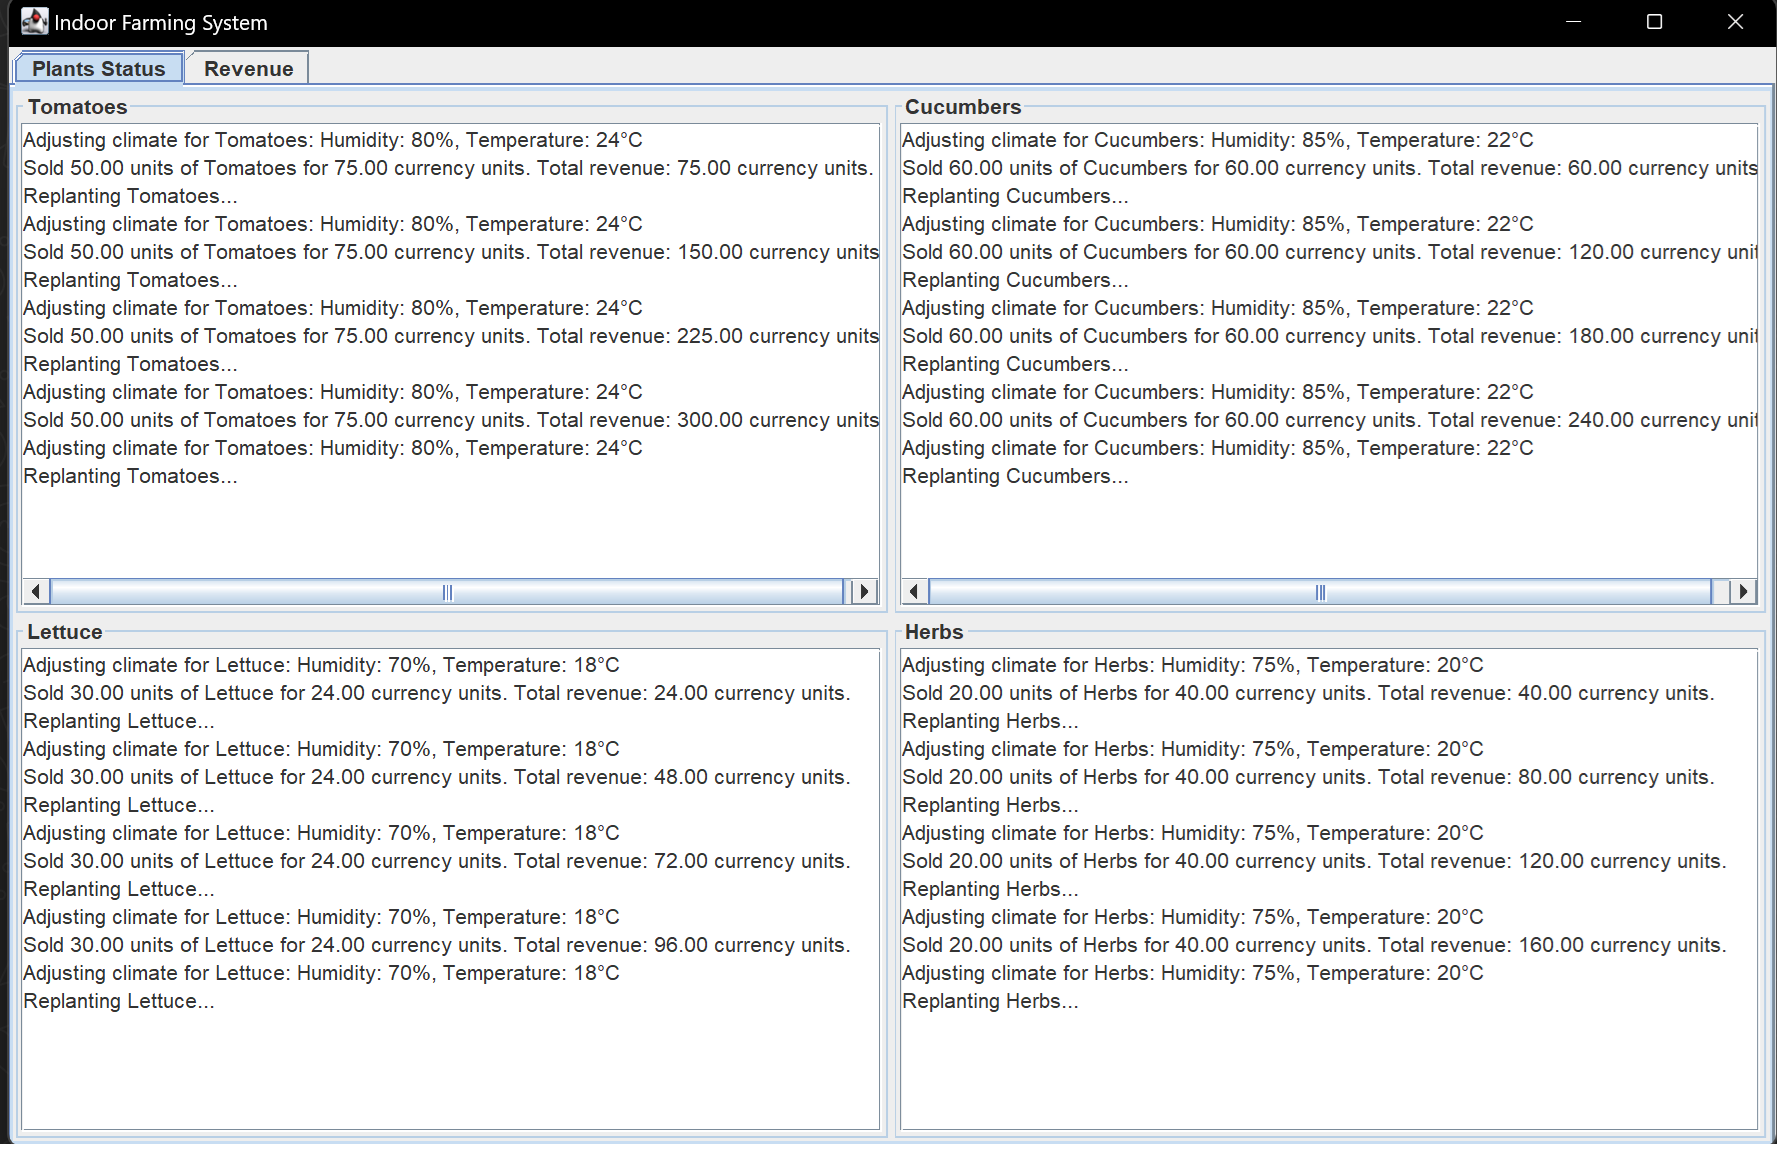 Indoor Farming System
Plants Status
Revenue
Tomatoes
Adjusting climate for Tomatoes: Humidity: 80%, Temperature: 24°C
Sold 50.00 units of Tomatoes for 75.00 currency units. Total revenue: 75.00 currency units.
Replanting Tomatoes...
Adjusting climate for Tomatoes: Humidity: 80%, Temperature: 24°C
Sold 50.00 units of Tomatoes for 75.00 currency units. Total revenue: 150.00 currency units
Replanting Tomatoes...
Adjusting climate for Tomatoes: Humidity: 80%, Temperature: 24°C
Sold 50.00 units of Tomatoes for 75.00 currency units. Total revenue: 225.00 currency units
Replanting Tomatoes...
Adjusting climate for Tomatoes: Humidity: 80%, Temperature: 24°C
Sold 50.00 units of Tomatoes for 75.00 currency units. Total revenue: 300.00 currency units
Adjusting climate for Tomatoes: Humidity: 80%, Temperature: 24°C
Replanting Tomatoes...
Cucumbers
Adjusting climate for Cucumbers: Humidity: 85%, Temperature: 22°C
Sold 60.00 units of Cucumbers for 60.00 currency units. Total revenue: 60.00 currency units
Replanting Cucumbers...
Adjusting climate for Cucumbers: Humidity: 85%, Temperature: 22°C
Sold 60.00 units of Cucumbers for 60.00 currency units. Total revenue: 120.00 currency unit
Replanting Cucumbers...
Adjusting climate for Cucumbers: Humidity: 85%, Temperature: 22°C
Sold 60.00 units of Cucumbers for 60.00 currency units. Total revenue: 180.00 currency unit
Replanting Cucumbers...
Adjusting climate for Cucumbers: Humidity: 85%, Temperature: 22°C
Sold 60.00 units of Cucumbers for 60.00 currency units. Total revenue: 240.00 currency unit
Adjusting climate for Cucumbers: Humidity: 85%, Temperature: 22°C
Replanting Cucumbers...
Lettuce
Adjusting climate for Lettuce: Humidity: 70%, Temperature: 18°C
Sold 30.00 units of Lettuce for 24.00 currency units. Total revenue: 24.00 currency units.
Replanting Lettuce...
Adjusting climate for Lettuce: Humidity: 70%, Temperature: 18°C
Sold 30.00 units of Lettuce for 24.00 currency units. Total revenue: 48.00 currency units.
Replanting Lettuce...
Adjusting climate for Lettuce: Humidity: 70%, Temperature: 18°C
Sold 30.00 units of Lettuce for 24.00 currency units. Total revenue: 72.00 currency units.
Replanting Lettuce...
Adjusting climate for Lettuce: Humidity: 70%, Temperature: 18°C
Sold 30.00 units of Lettuce for 24.00 currency units. Total revenue: 96.00 currency units.
Adjusting climate for Lettuce: Humidity: 70%, Temperature: 18°C
Replanting Lettuce...
Herbs
Adjusting climate for Herbs: Humidity: 75%, Temperature: 20°C
Sold 20.00 units of Herbs for 40.00 currency units. Total revenue: 40.00 currency units.
Replanting Herbs...
Adjusting climate for Herbs: Humidity: 75%, Temperature: 20°C
Sold 20.00 units of Herbs for 40.00 currency units. Total revenue: 80.00 currency units.
Replanting Herbs...
Adjusting climate for Herbs: Humidity: 75%, Temperature: 20°C
Sold 20.00 units of Herbs for 40.00 currency units. Total revenue: 120.00 currency units.
Replanting Herbs...
Adjusting climate for Herbs: Humidity: 75%, Temperature: 20°C
Sold 20.00 units of Herbs for 40.00 currency units. Total revenue: 160.00 currency units.
Adjusting climate for Herbs: Humidity: 75%, Temperature: 20°C
Replanting Herbs...